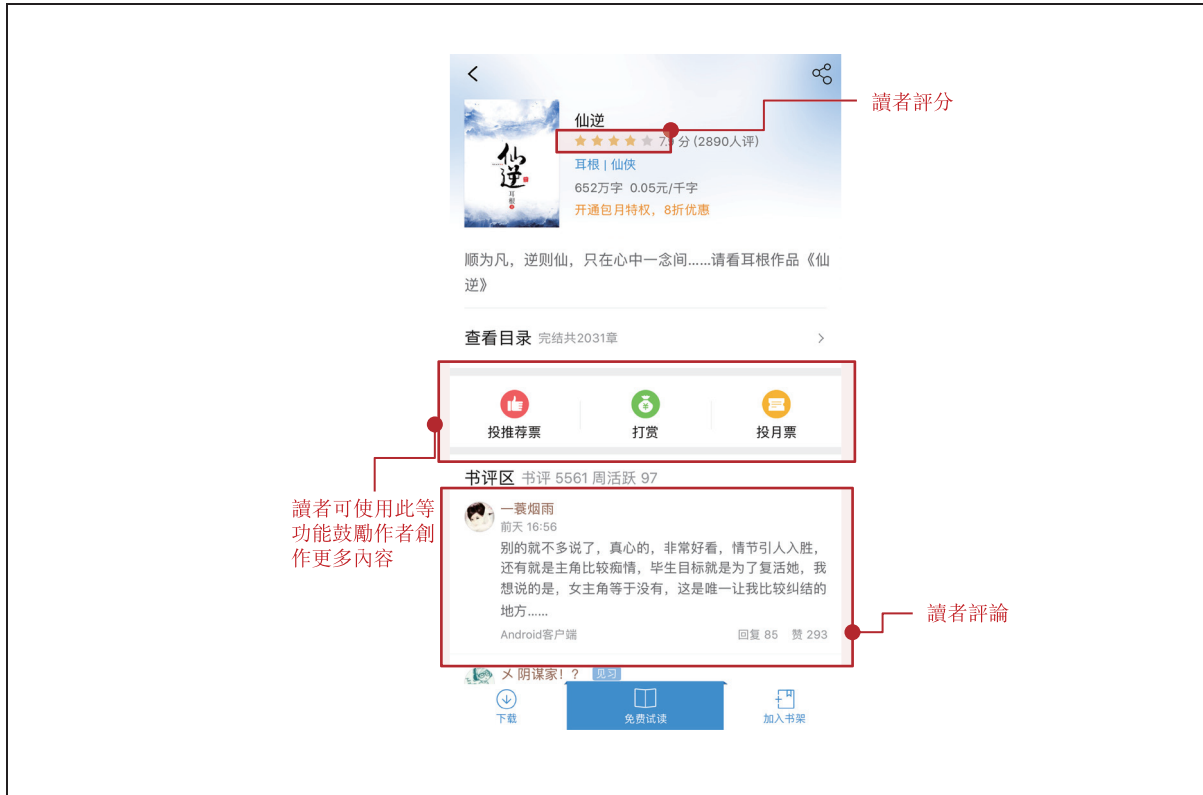 讀者評分
仙逆
7.9 分 (2890人评)
耳根 | 仙侠
652万字 0.05元/千字
开通包月特权，8折优惠
仙
逆
耳根
顺为凡，逆则仙，只在心中一念间......请看耳根作品《仙
逆》
查看目录 完结共2031章
投推荐票 打赏 投月票
书评区 书评 5561 周活跃 97
讀者可使用此等
功能鼓勵作者創
作更多內容
一蓑烟雨
前天 16:56
别的就不多说了，真心的，非常好看，情节引人入胜，
还有就是主角比较痴情，毕生目标就是为了复活她，我
想说的是，女主角等于没有，这是唯一让我比较纠结的
地方......
Android客户端 回复 85 赞 293
讀者評論
乄 阴谋家！? 见习
下载 免费试读 加入书架